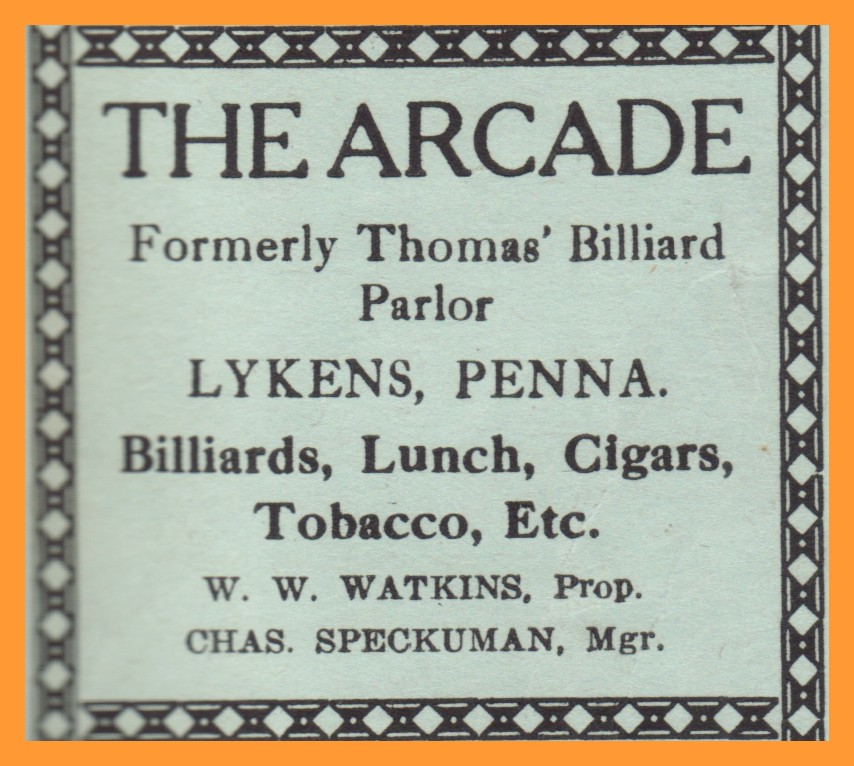 THE ARCADE
Formerly Thomas' Billiard
Parlor
LYKENS, PENNA.
Billiards, Lunch, Cigars,
Tobacco, Etc.
W. W. WATKINS, Prop.
CHAS. SPECKUMAN, Mgr.